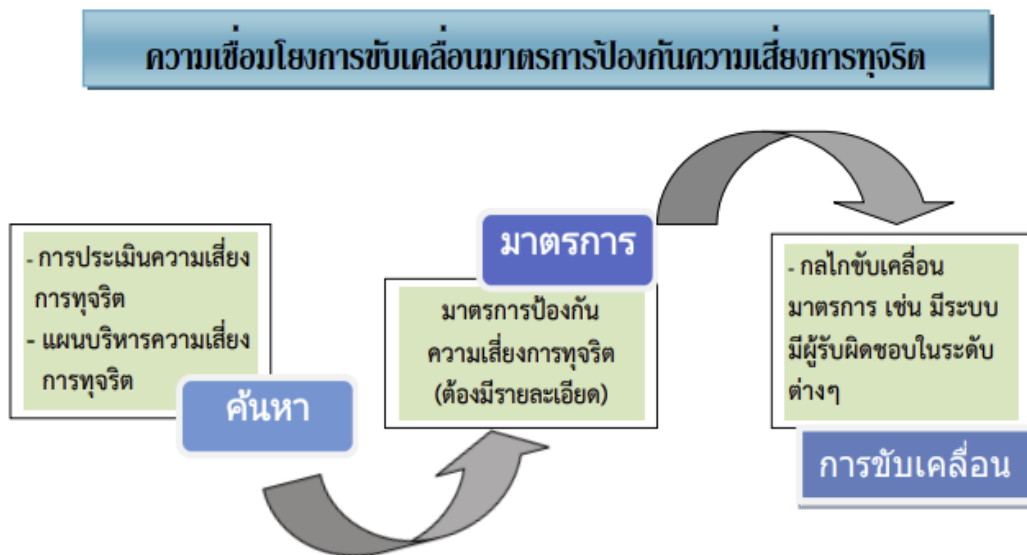 ความเชื่อมโยงการขับเคลื่อนมาตรการป้องกันความเสี่ยงการทุจริต
- การประเมินความเสี่ยง
การทุจริต
- แผนบริหารความเสี่ยง
การทุจริต
ค้นหา
มาตรการ
มาตรการป้องกัน
ความเสี่ยงการทุจริต
(ต้องมีรายละเอียด)
- กลไกขับเคลื่อน
มาตรการ เช่น มีระบบ
มีผู้รับผิดชอบในระดับ
ต่างๆ
การขับเคลื่อน